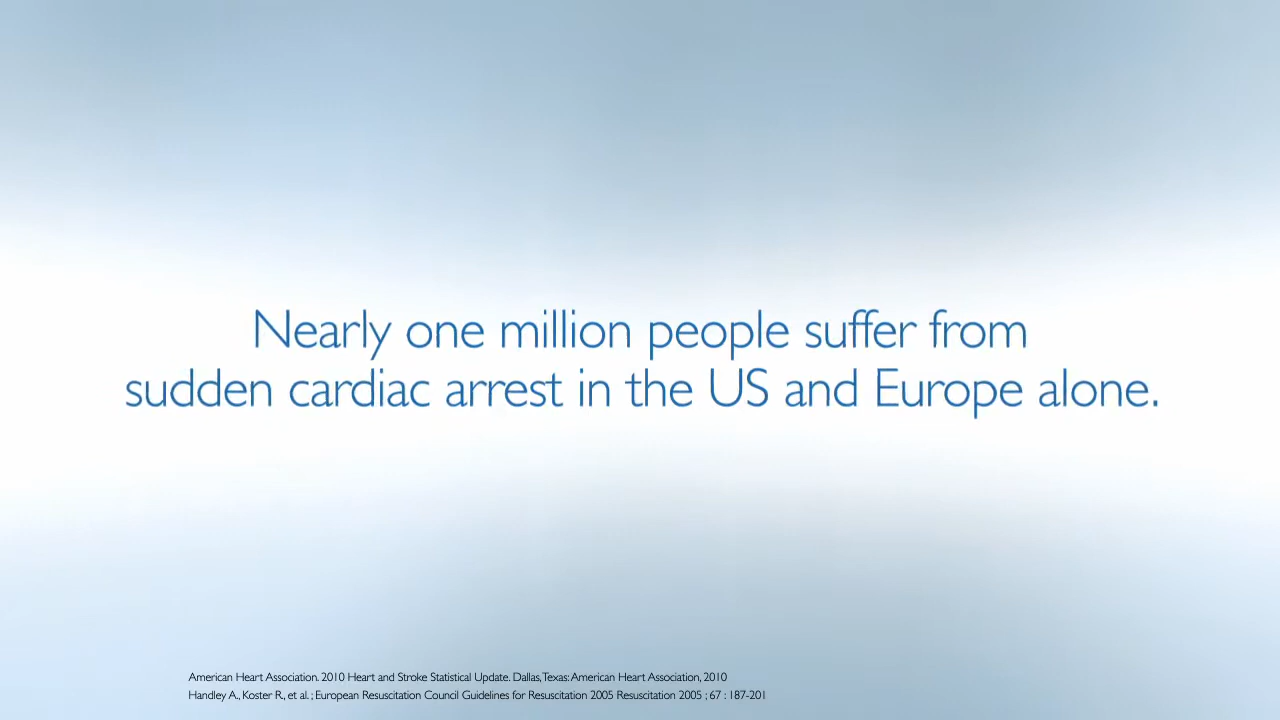 Nearly one million people suffer from
sudden cardiac arrest in the US and Europe alone.
American Heart Association. 2010 Heart and Stroke Statistical Update. Dallas, Texas: American Heart Association, 2010
Handley A., Koster R., et al. ; European Resuscitation Council Guidelines for Resuscitation 2005 Resuscitation 2005 ; 67 : 187-201